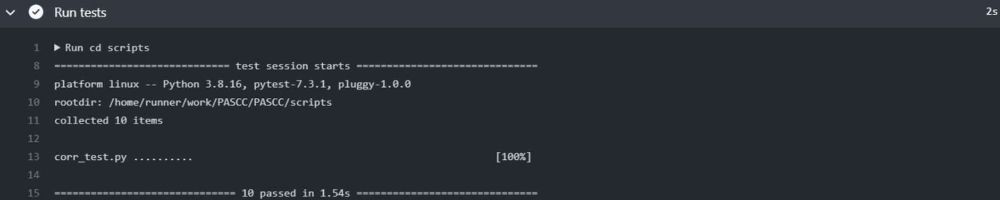 Run tests
2s
1 Run cd scripts
8 ============================= test session starts ==============================
9 platform linux -- Python 3.8.16, pytest-7.3.1, pluggy-1.0.0
10 rootdir: /home/runner/work/PASCC/PASCC/scripts
11 collected 10 items
12
13 corr_test.py .......... [100%]
14
15 ============================== 10 passed in 1.54s ==============================